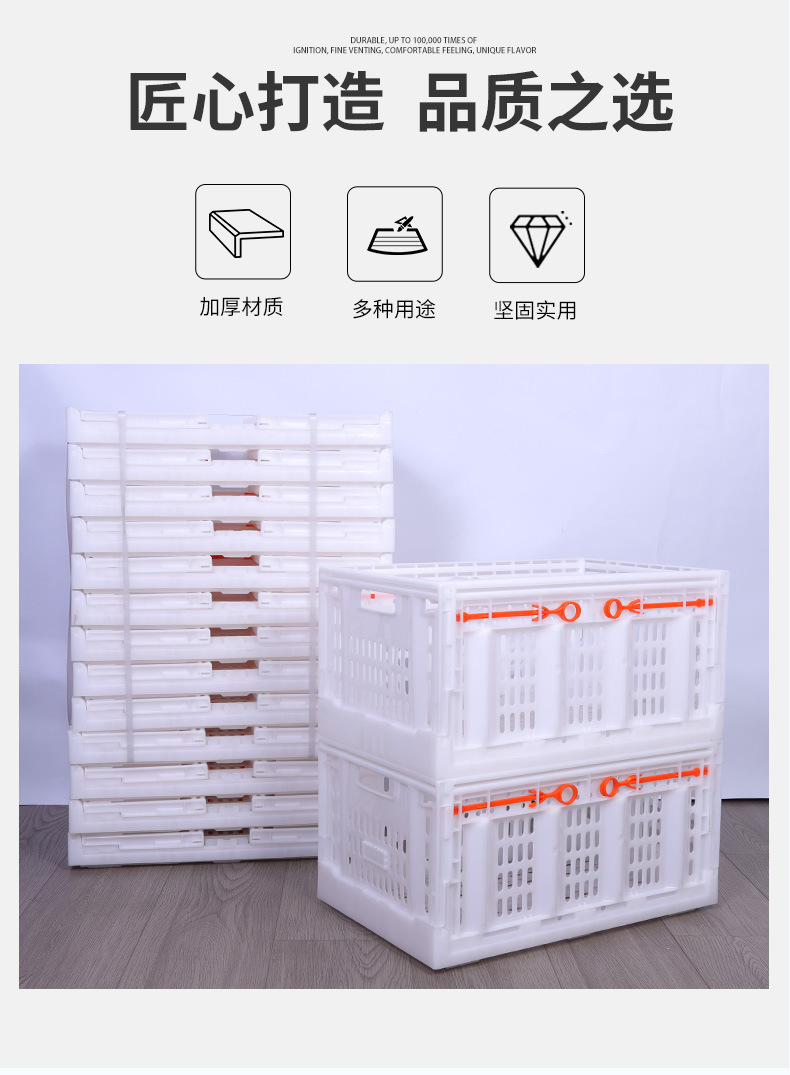 DURABLE, UP TO 100,000 TIMES OF
IGNITION, FINE VENTING, COMFORTABLE FEELING, UNIQUE FLAVOR
匠心打造 品质之选
加厚材质 多种用途 坚固实用